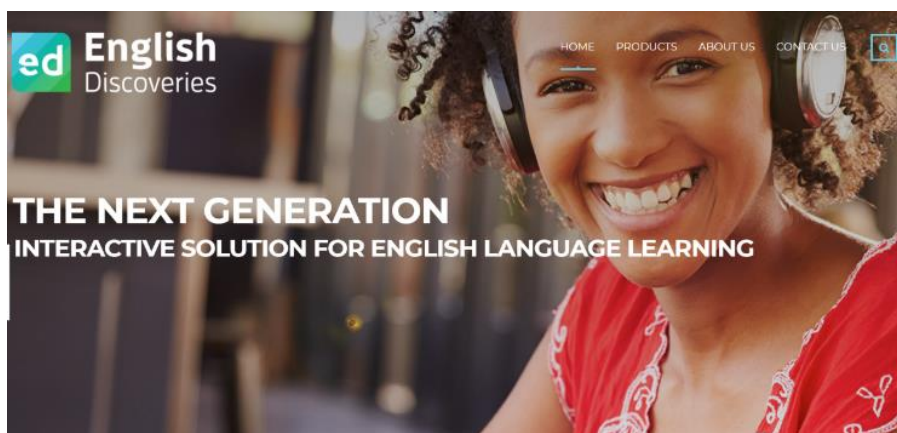 ed English
Discoveries
HOME PRODUCTS ABOUT US CONTACT US
THE NEXT GENERATION
INTERACTIVE SOLUTION FOR ENGLISH LANGUAGE LEARNING